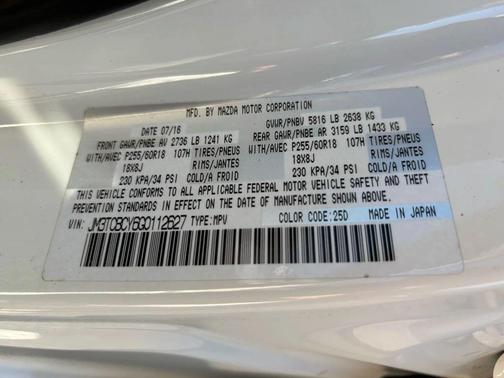 MFD. BY MAZDA MOTOR CORPORATION
DATE 07/16 GVWR/PNBV 5816 LB 2638 KG
FRONT GAWR/PNBE AV 2736 LB 1241 KG REAR GAWR/PNBE AR 3159 LB 1433 KG
WITH/AVEC P255/60R18 107H TIRES/PNEUS WITH/AVEC P255/60R18 107H TIRES/PNEUS
18X8J RIMS/JANTES 18X8J RIMS/JANTES
230 KPA/34 PSI COLD/A FROID 230 KPA/34 PSI COLD/A FROID
THIS VEHICLE CONFORMS TO ALL APPLICABLE FEDERAL MOTOR VEHICLE SAFETY AND THEFT
PREVENTION STANDARDS IN EFFECT ON THE DATE OF MANUFACTURE SHOWN ABOVE.
VIN: JM3TC8CY6G0112627 TYPE:MPV COLOR CODE:25D MADE IN JAPAN